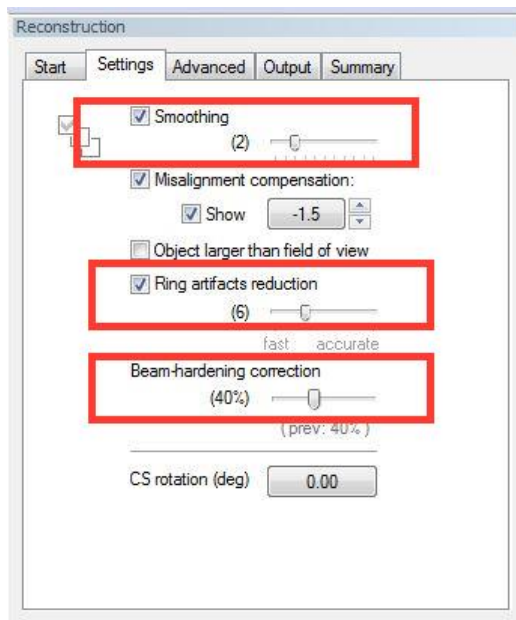 Reconstruction
Start Settings Advanced Output Summary
Smoothing
(2)
Misalignment compensation:
Show -1.5
Object larger than field of view
Ring artifacts reduction
(6)
fast accurate
Beam-hardening correction
(40%)
(prev: 40% )
CS rotation (deg) 0.00